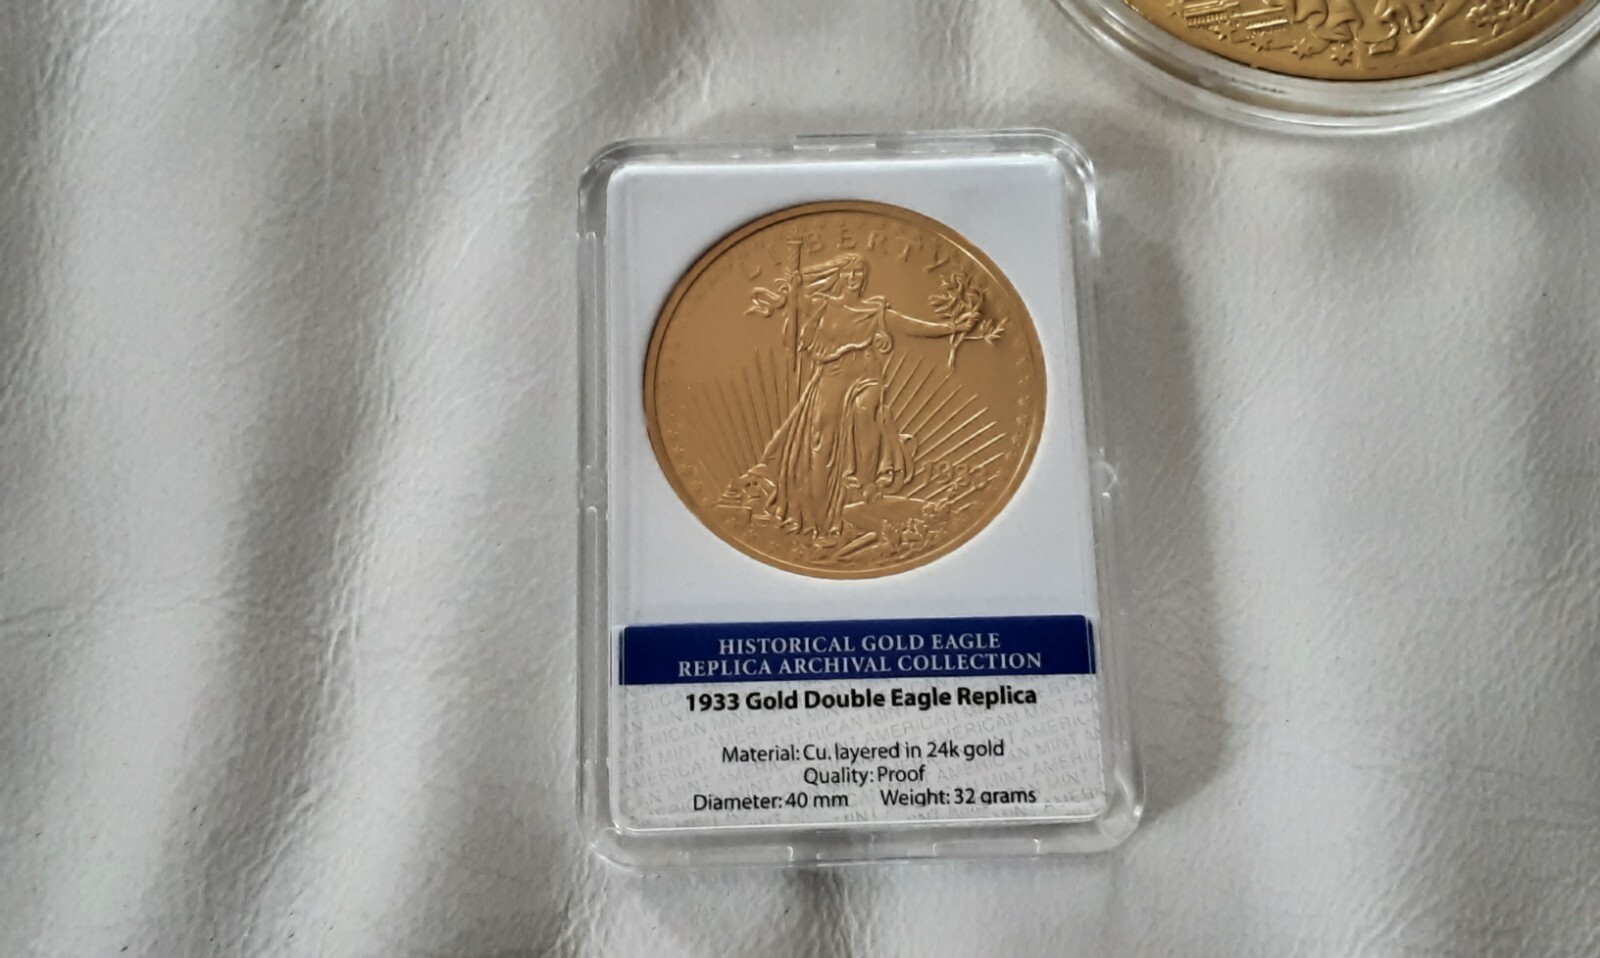 LIBERTY
1933
HISTORICAL GOLD EAGLE
REPLICA ARCHIVAL COLLECTION
1933 Gold Double Eagle Replica
Material: Cu. layered in 24k gold
Quality: Proof
Diameter: 40 mm Weight: 32 grams